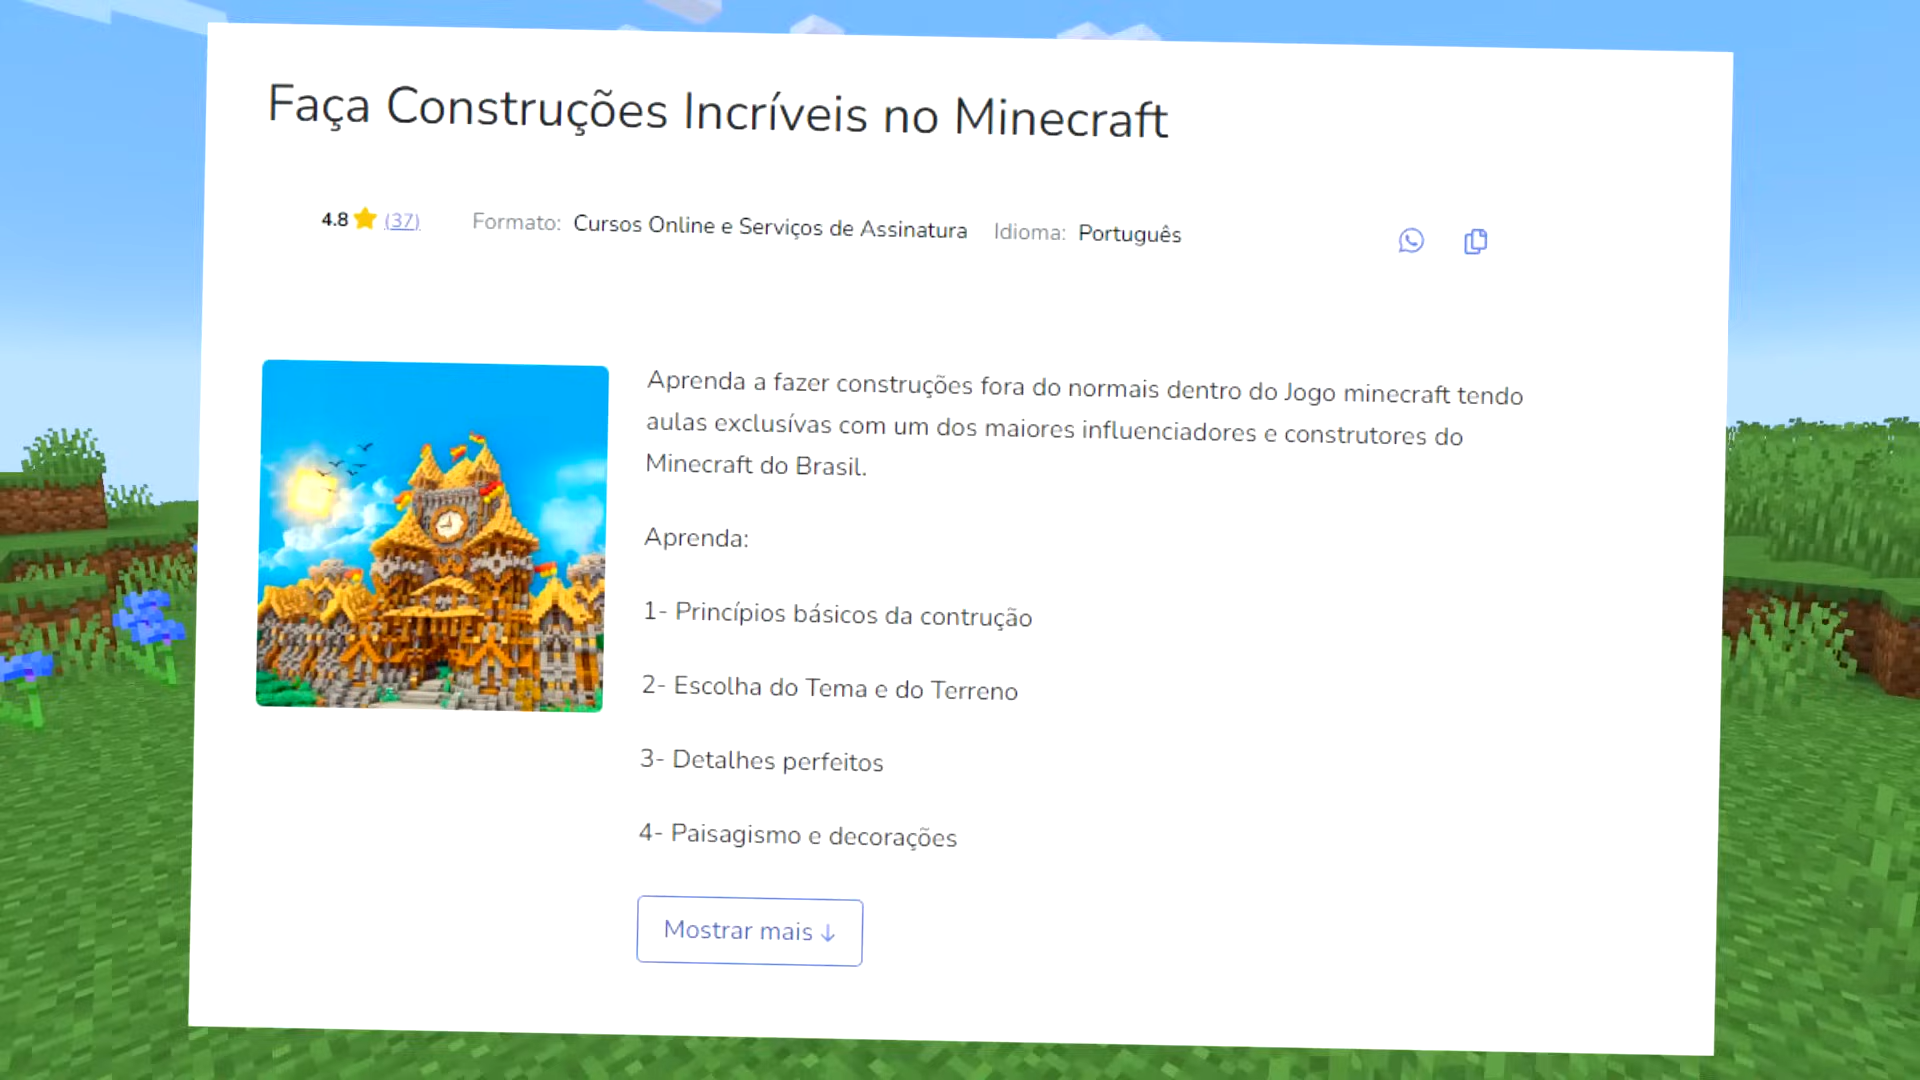 Faça Construções Incríveis no Minecraft
4.8 (37) Formato: Cursos Online e Serviços de Assinatura Idioma: Português
Aprenda a fazer construções fora do normais dentro do Jogo minecraft tendo
aulas exclusívas com um dos maiores influenciadores e construtores do
Minecraft do Brasil.
Aprenda:
1- Princípios básicos da contrução
2- Escolha do Tema e do Terreno
3- Detalhes perfeitos
4- Paisagismo e decorações
Mostrar mais ↓